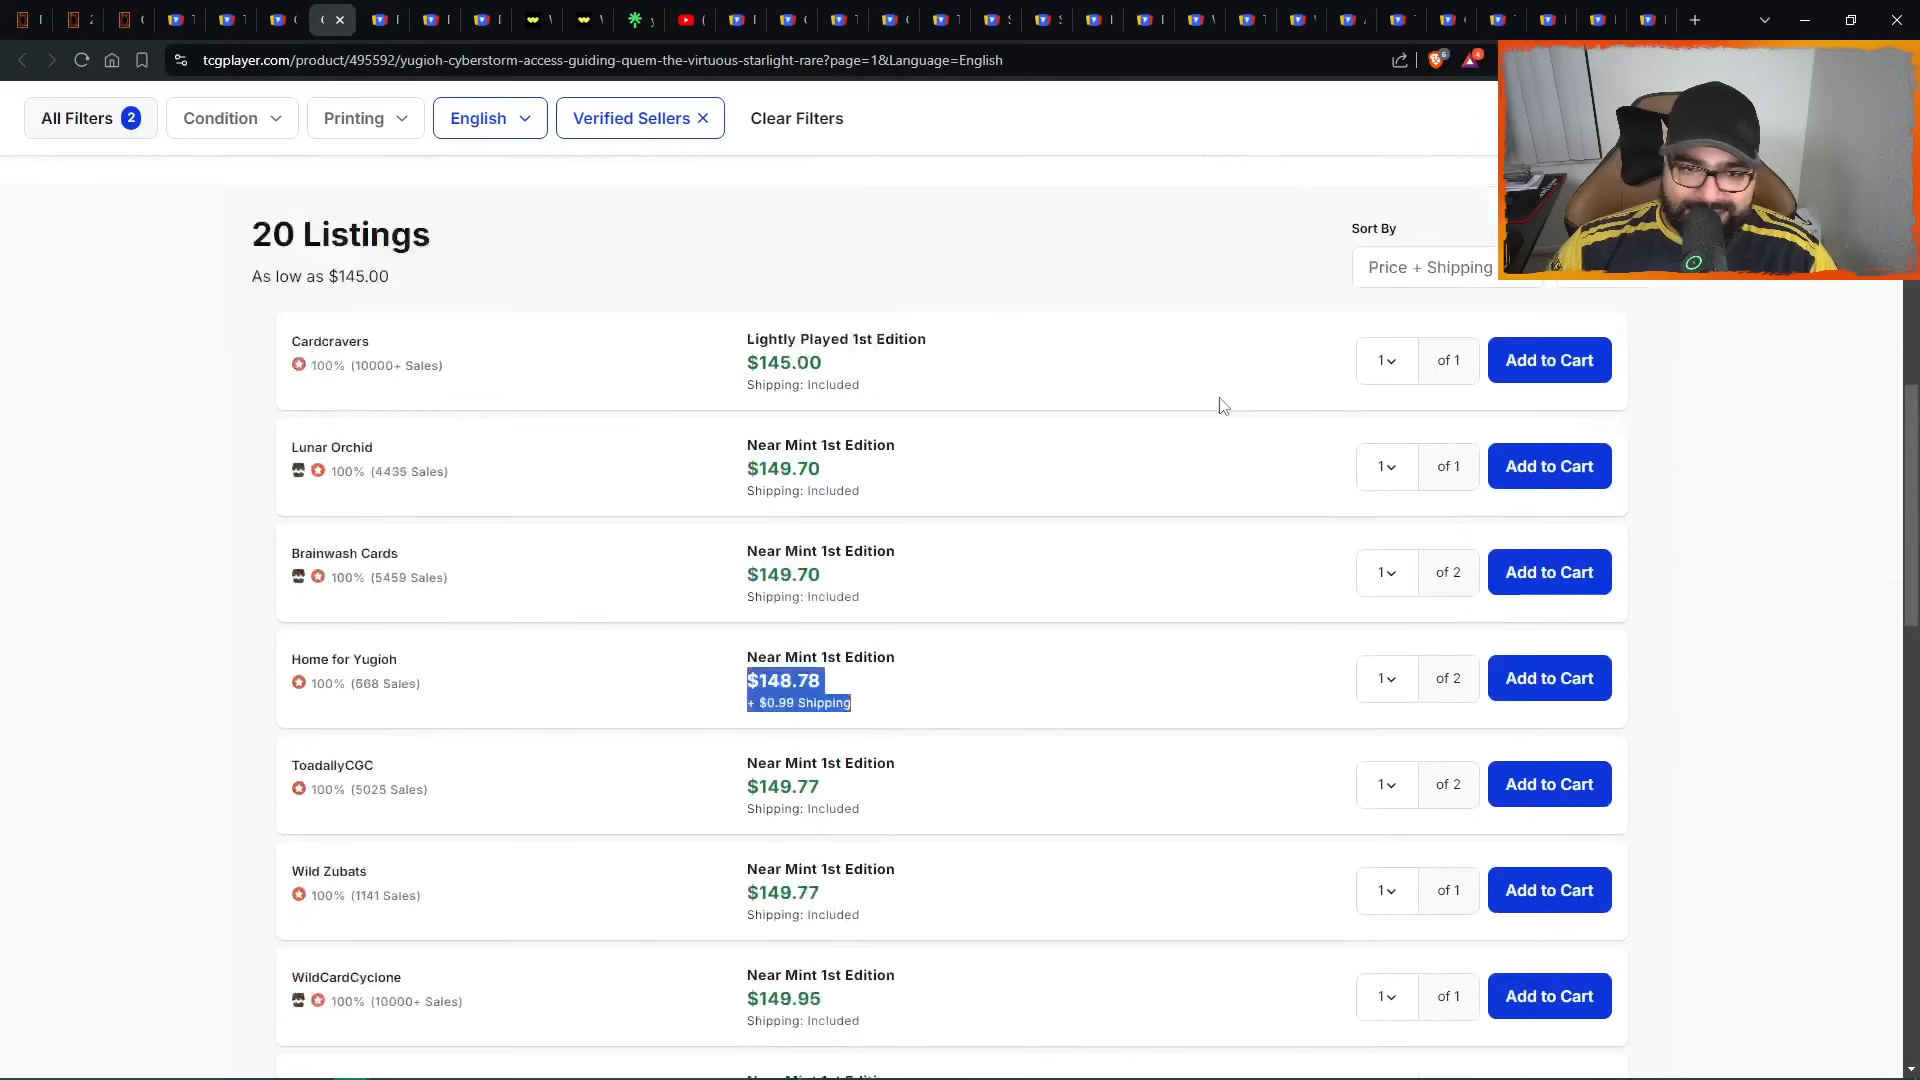 tcgplayer.com/product/495592/yugioh-cyberstorm-access-guiding-quem-the-virtuous-starlight-rare?page=1&Language=English
All Filters 2
Condition
Printing
English
Verified Sellers
Clear Filters
20 Listings
As low as $145.00
Sort By
Price + Shipping
Cardcravers
100% (10000+ Sales)
Lightly Played 1st Edition
$145.00
Shipping: Included
1
of 1
Add to Cart
Lunar Orchid
100% (4435 Sales)
Near Mint 1st Edition
$149.70
Shipping: Included
1
of 1
Add to Cart
Brainwash Cards
100% (5459 Sales)
Near Mint 1st Edition
$149.70
Shipping: Included
1
of 2
Add to Cart
Home for Yugioh
100% (668 Sales)
Near Mint 1st Edition
$148.78
+ $0.99 Shipping
1
of 2
Add to Cart
ToadallyCGC
100% (5025 Sales)
Near Mint 1st Edition
$149.77
Shipping: Included
1
of 2
Add to Cart
Wild Zubats
100% (1141 Sales)
Near Mint 1st Edition
$149.77
Shipping: Included
1
of 1
Add to Cart
WildCardCyclone
100% (10000+ Sales)
Near Mint 1st Edition
$149.95
Shipping: Included
1
of 1
Add to Cart